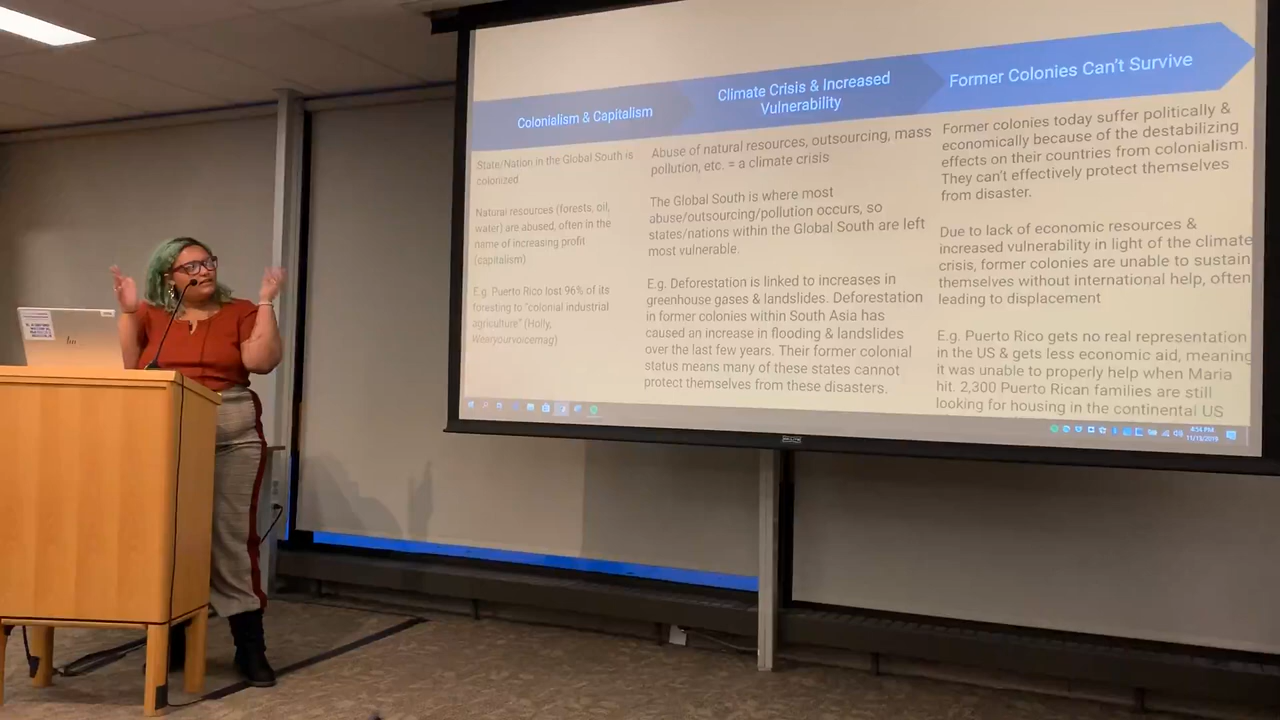 Colonialism & Capitalism
State/Nation in the Global South is
colonized
Natural resources (forests, oil,
water) are abused, often in the
name of increasing profit
(capitalism)
E.g. Puerto Rico lost 96% of its
foresting to "colonial industrial
agriculture" (Holly,
Wearyourvoicemag)
Climate Crisis & Increased
Vulnerability
Abuse of natural resources, outsourcing, mass
pollution, etc. = a climate crisis
The Global South is where most
abuse/outsourcing/pollution occurs, so
states/nations within the Global South are left
most vulnerable.
E.g. Deforestation is linked to increases in
greenhouse gases & landslides. Deforestation
in former colonies within South Asia has
caused an increase in flooding & landslides
over the last few years. Their former colonial
status means many of these states cannot
protect themselves from these disasters.
Former Colonies Can't Survive
Former colonies today suffer politically &
economically because of the destabilizing
effects on their countries from colonialism.
They can't effectively protect themselves
from disaster.
Due to lack of economic resources &
increased vulnerability in light of the climate
crisis, former colonies are unable to sustain
themselves without international help, often
leading to displacement
E.g. Puerto Rico gets no real representation
in the US & gets less economic aid, meaning
it was unable to properly help when Maria
hit. 2,300 Puerto Rican families are still
looking for housing in the continental US
4:54 PM
11/13/2019
hp